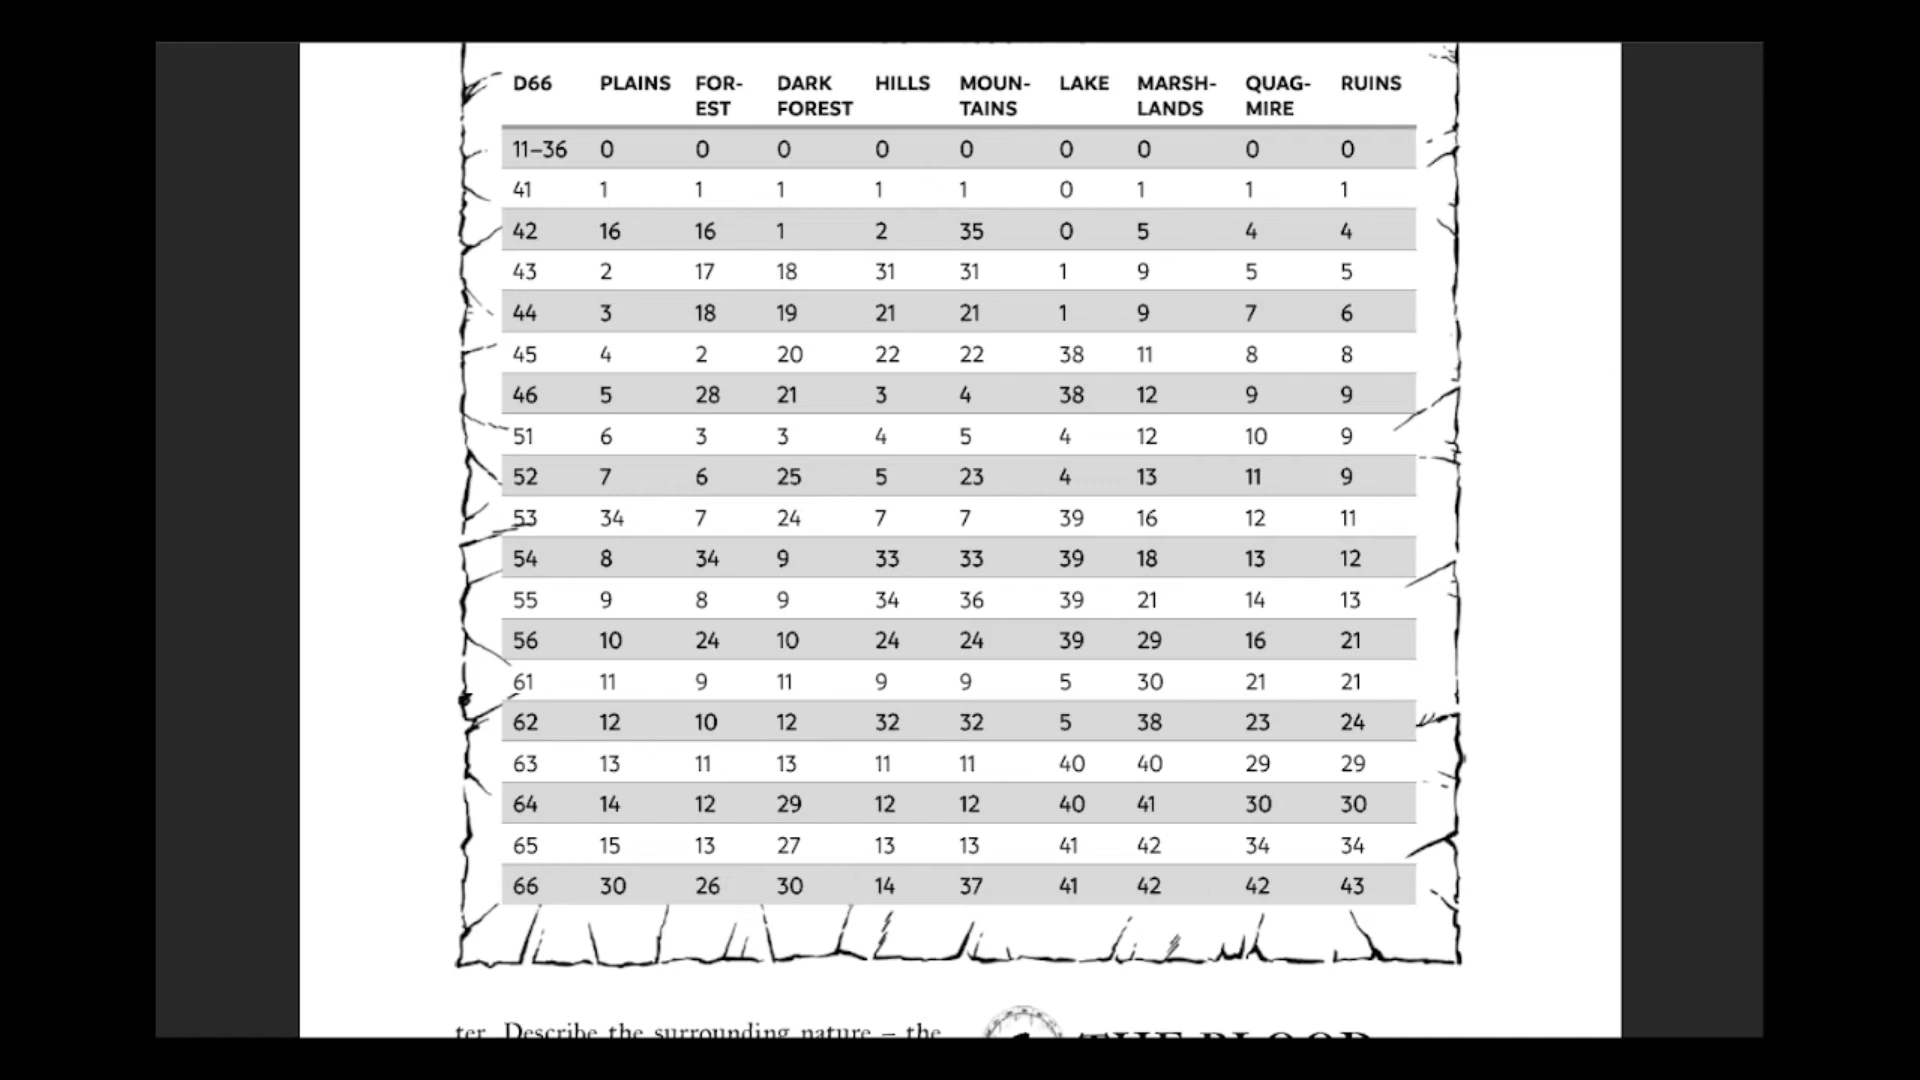 D66 PLAINS FOR- DARK HILLS MOUN- LAKE MARSH- QUAG- RUINS
EST FOREST TAINS LANDS MIRE
11–36 0 0 0 0 0 0 0 0 0
41 1 1 1 1 1 0 1 1 1
42 16 16 1 2 35 0 5 4 4
43 2 17 18 31 31 1 9 5 5
44 3 18 19 21 21 1 9 7 6
45 4 2 20 22 22 38 11 8 8
46 5 28 21 3 4 38 12 9 9
51 6 3 3 4 5 4 12 10 9
52 7 6 25 5 23 4 13 11 9
53 34 7 24 7 7 39 16 12 11
54 8 34 9 33 33 39 18 13 12
55 9 8 9 34 36 39 21 14 13
56 10 24 10 24 24 39 29 16 21
61 11 9 11 9 9 5 30 21 21
62 12 10 12 32 32 5 38 23 24
63 13 11 13 11 11 40 40 29 29
64 14 12 29 12 12 40 41 30 30
65 15 13 27 13 13 41 42 34 34
66 30 26 30 14 37 41 42 42 43
ter. Describe the surrounding nature – the
THE BLOOD